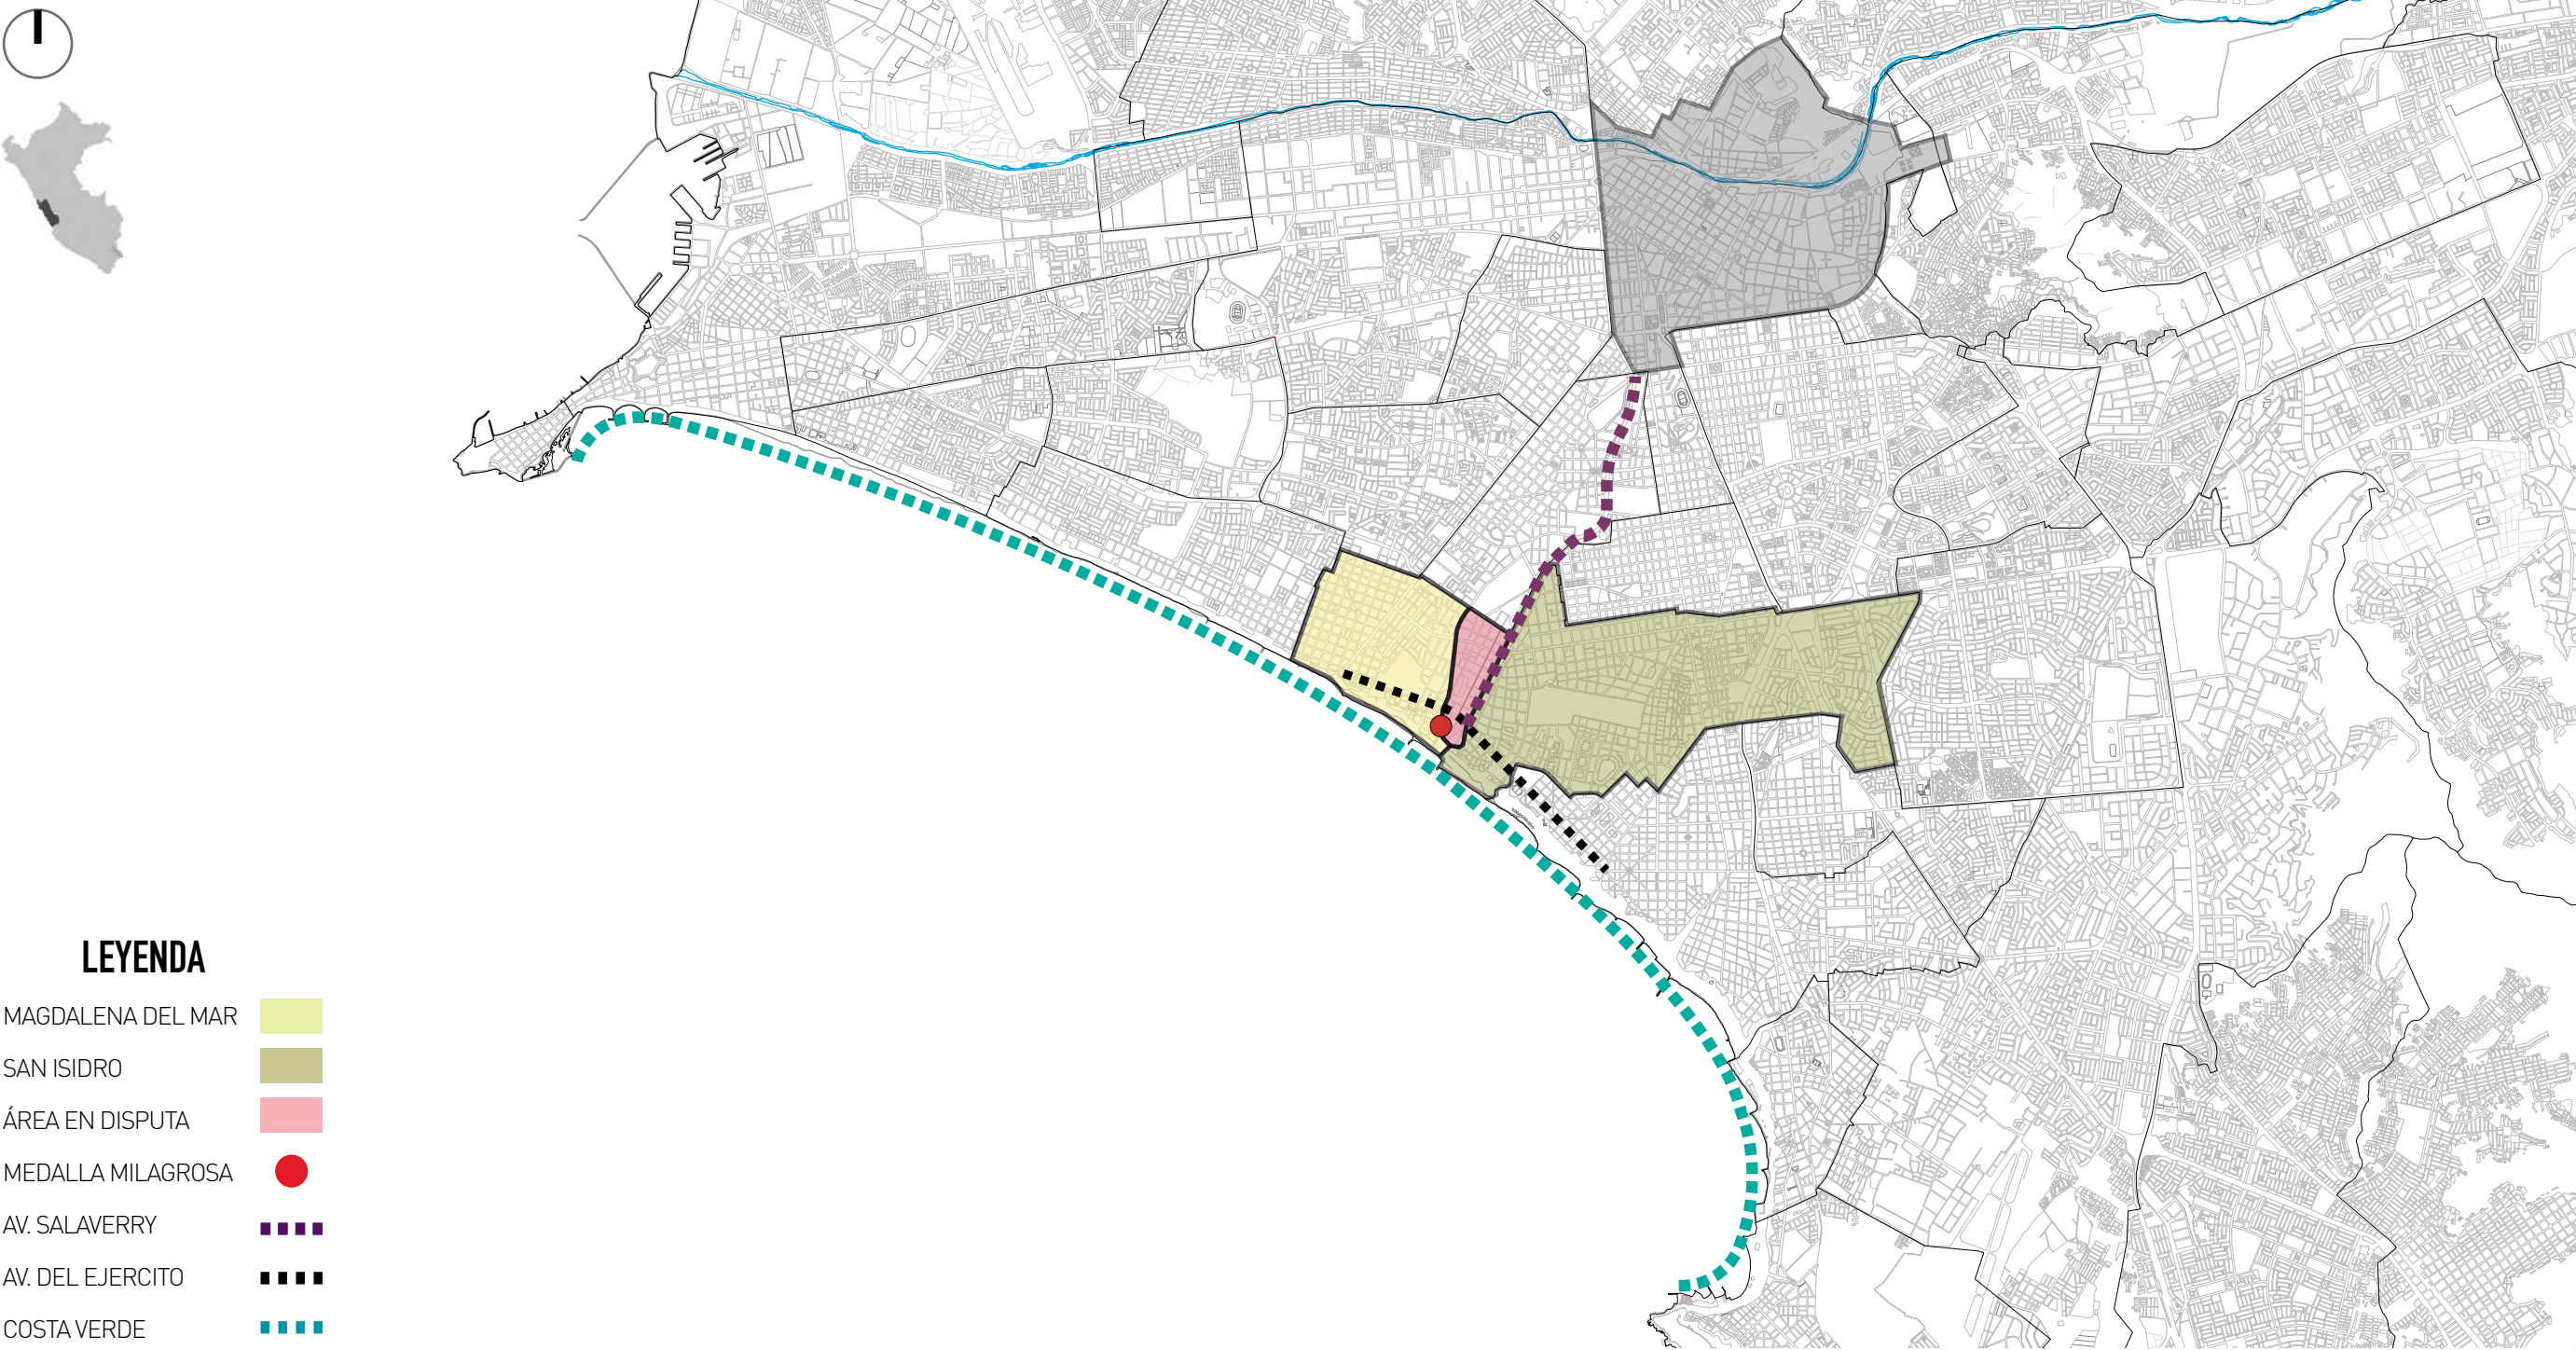 LEYENDA
MAGDALENA DEL MAR
SAN ISIDRO
ÁREA EN DISPUTA
MEDALLA MILAGROSA
AV. SALAVERRY
AV. DEL EJERCITO
COSTA VERDE